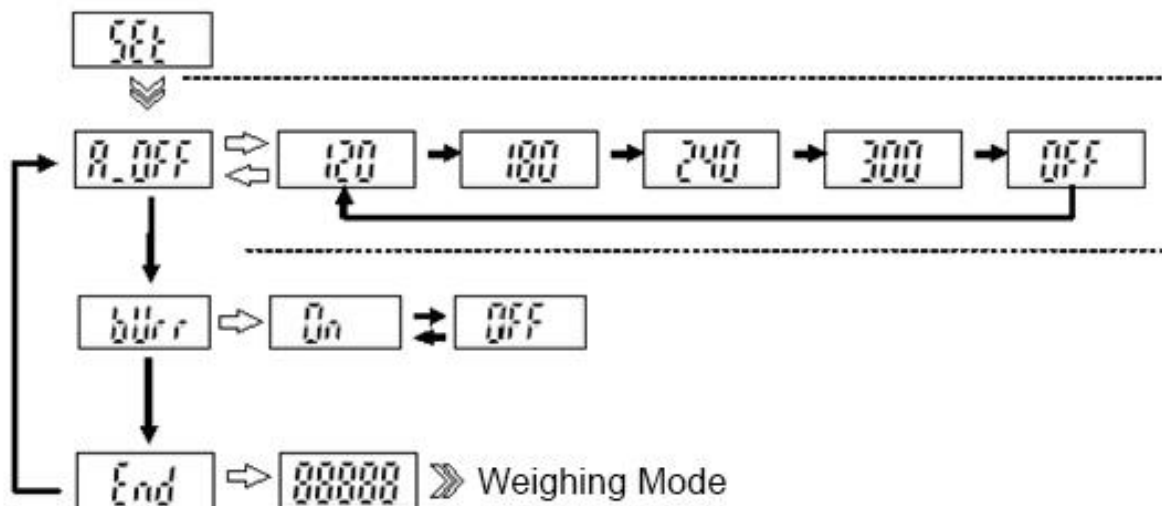 SEt
A_OFF 120 180 240 300 OFF
bUrr On OFF
End 88888 Weighing Mode